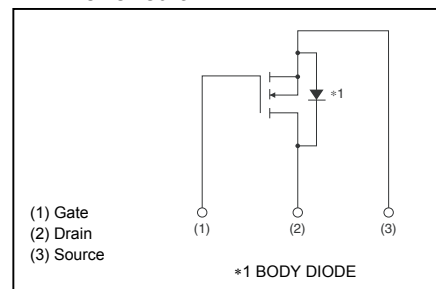 *1
(1) Gate
(2) Drain
(3) Source
(1) (2) (3)
*1 BODY DIODE